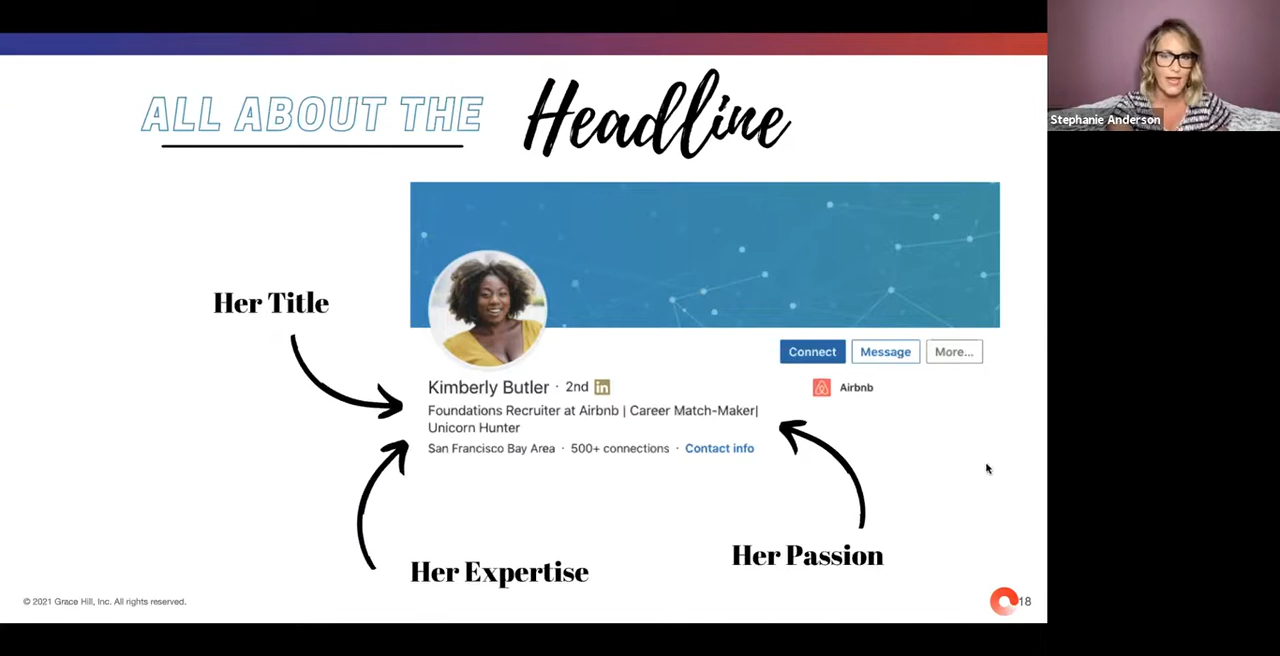 ALL ABOUT THE Headline
Stephanie Anderson
Her Title
Connect Message More...
Kimberly Butler · 2nd in
Airbnb
Foundations Recruiter at Airbnb | Career Match-Maker|
Unicorn Hunter
San Francisco Bay Area · 500+ connections · Contact info
Her Passion
Her Expertise
© 2021 Grace Hill, Inc. All rights reserved.
18